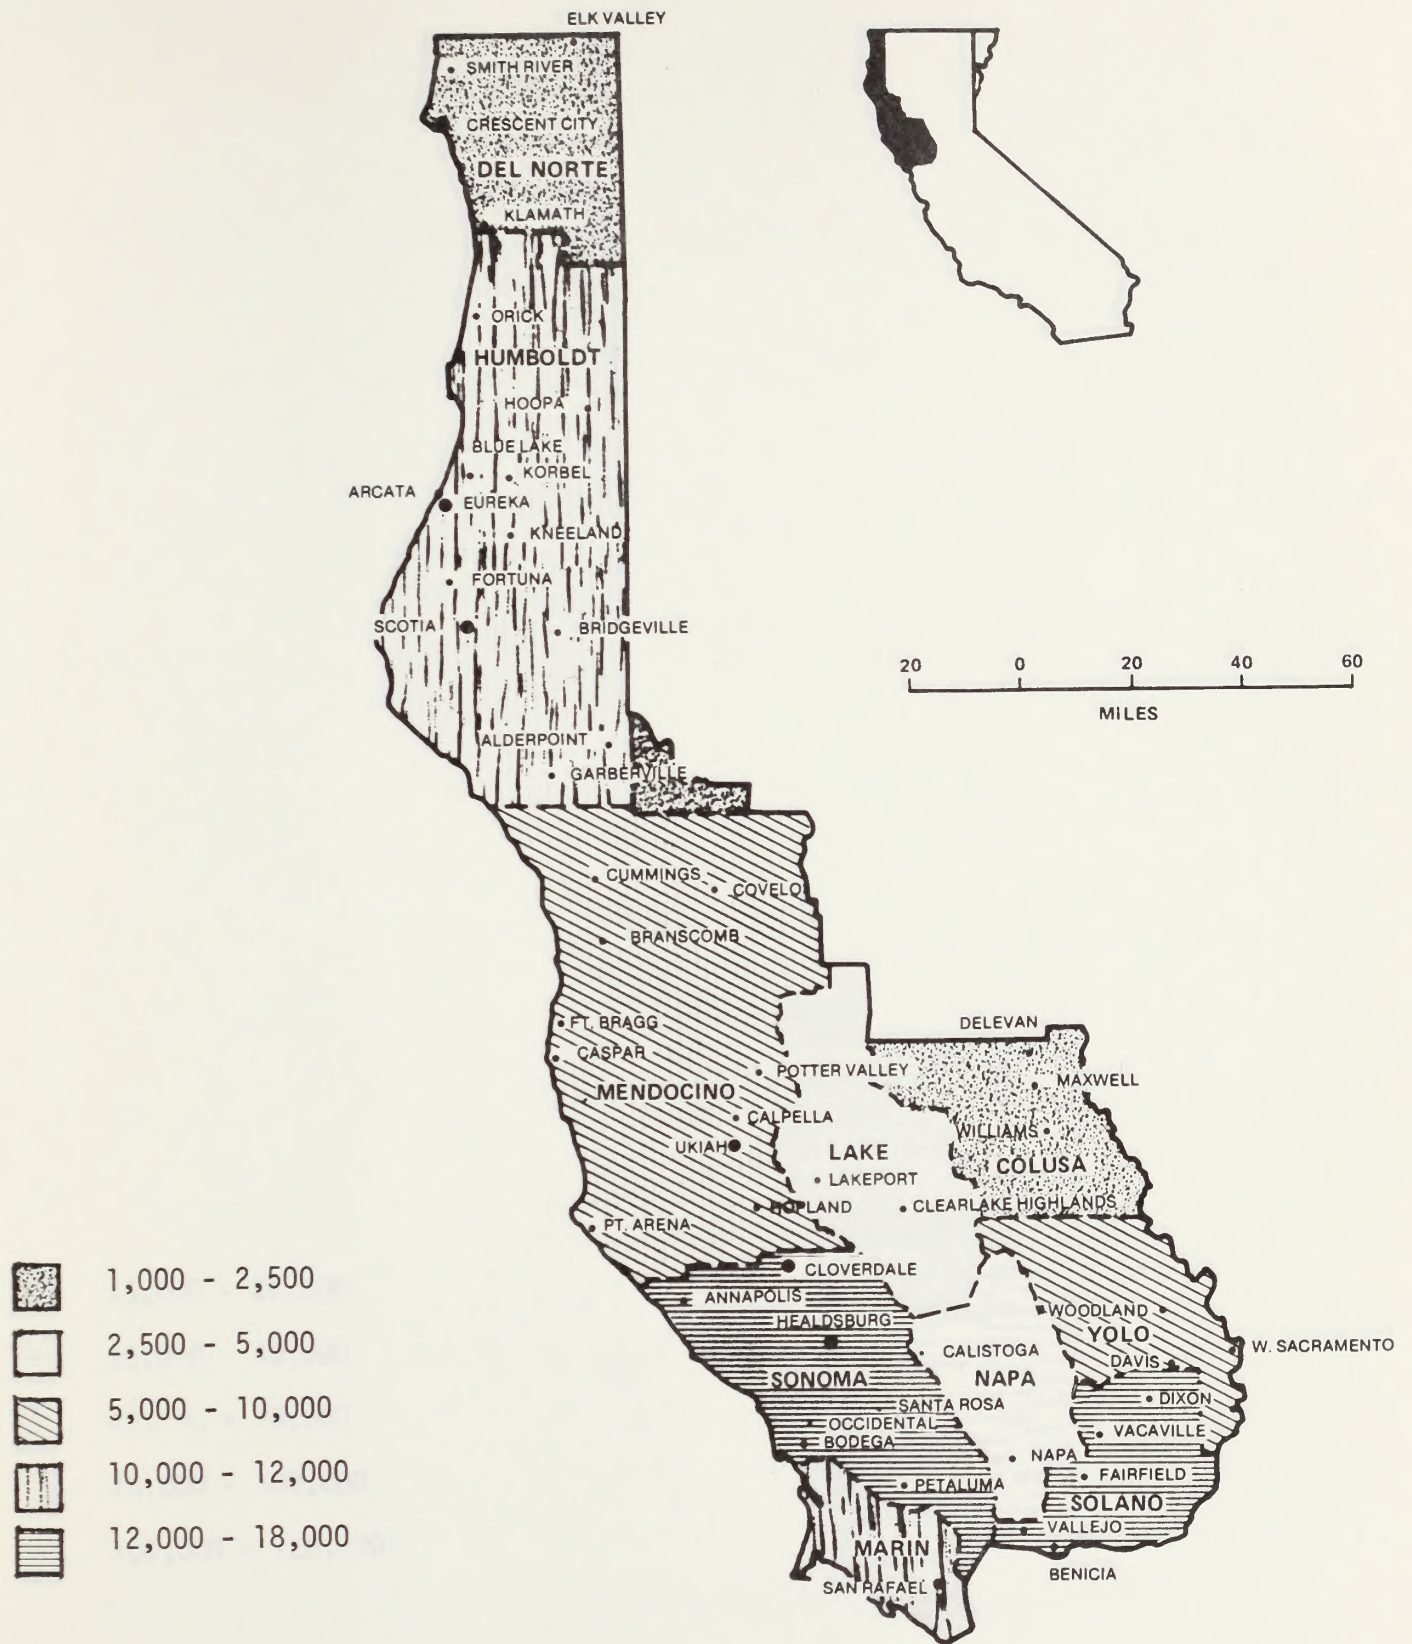 ELK VALLEY
SMITH RIVER
CRESCENT CITY
DEL NORTE
KLAMATH
ORICK
HUMBOLDT
HOOPA
BLUE LAKE
KORBEL
ARCATA
EUREKA
KNEELAND
FORTUNA
SCOTIA
BRIDGEVILLE
20 0 20 40 60
MILES
ALDERPOINT
GARBERVILLE
CUMMINGS
COVELO
BRANSCOMB
FT. BRAGG
DELEVAN
CASPAR
POTTER VALLEY
MAXWELL
MENDOCINO
CALPELLA
WILLIAMS
UKIAH
LAKE
COLUSA
LAKEPORT
HOPLAND
CLEARLAKE HIGHLANDS
PT. ARENA
CLOVERDALE
ANNAPOLIS
WOODLAND
HEALDSBURG
YOLO
W. SACRAMENTO
CALISTOGA
DAVIS
SONOMA
NAPA
DIXON
SANTA ROSA
OCCIDENTAL
VACAVILLE
BODEGA
NAPA
FAIRFIELD
PETALUMA
SOLANO
VALLEJO
MARIN
BENICIA
SAN RAFAEL
1,000 - 2,500
2,500 - 5,000
5,000 - 10,000
10,000 - 12,000
12,000 - 18,000